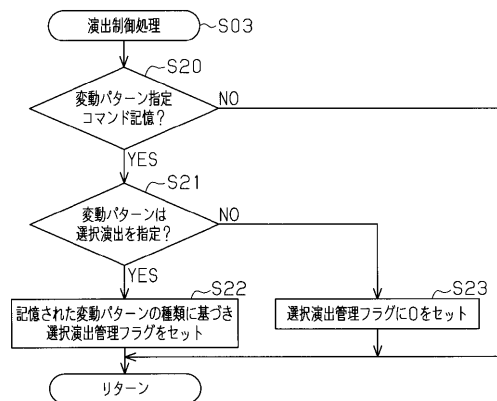 演出制御処理
S03
S20
変動パターン指定
コマンド記憶?
NO
YES
S21
変動パターンは
選択演出を指定?
NO
YES
S22
記憶された変動パターンの種類に基づき
選択演出管理フラグをセット
S23
選択演出管理フラグに0をセット
リターン